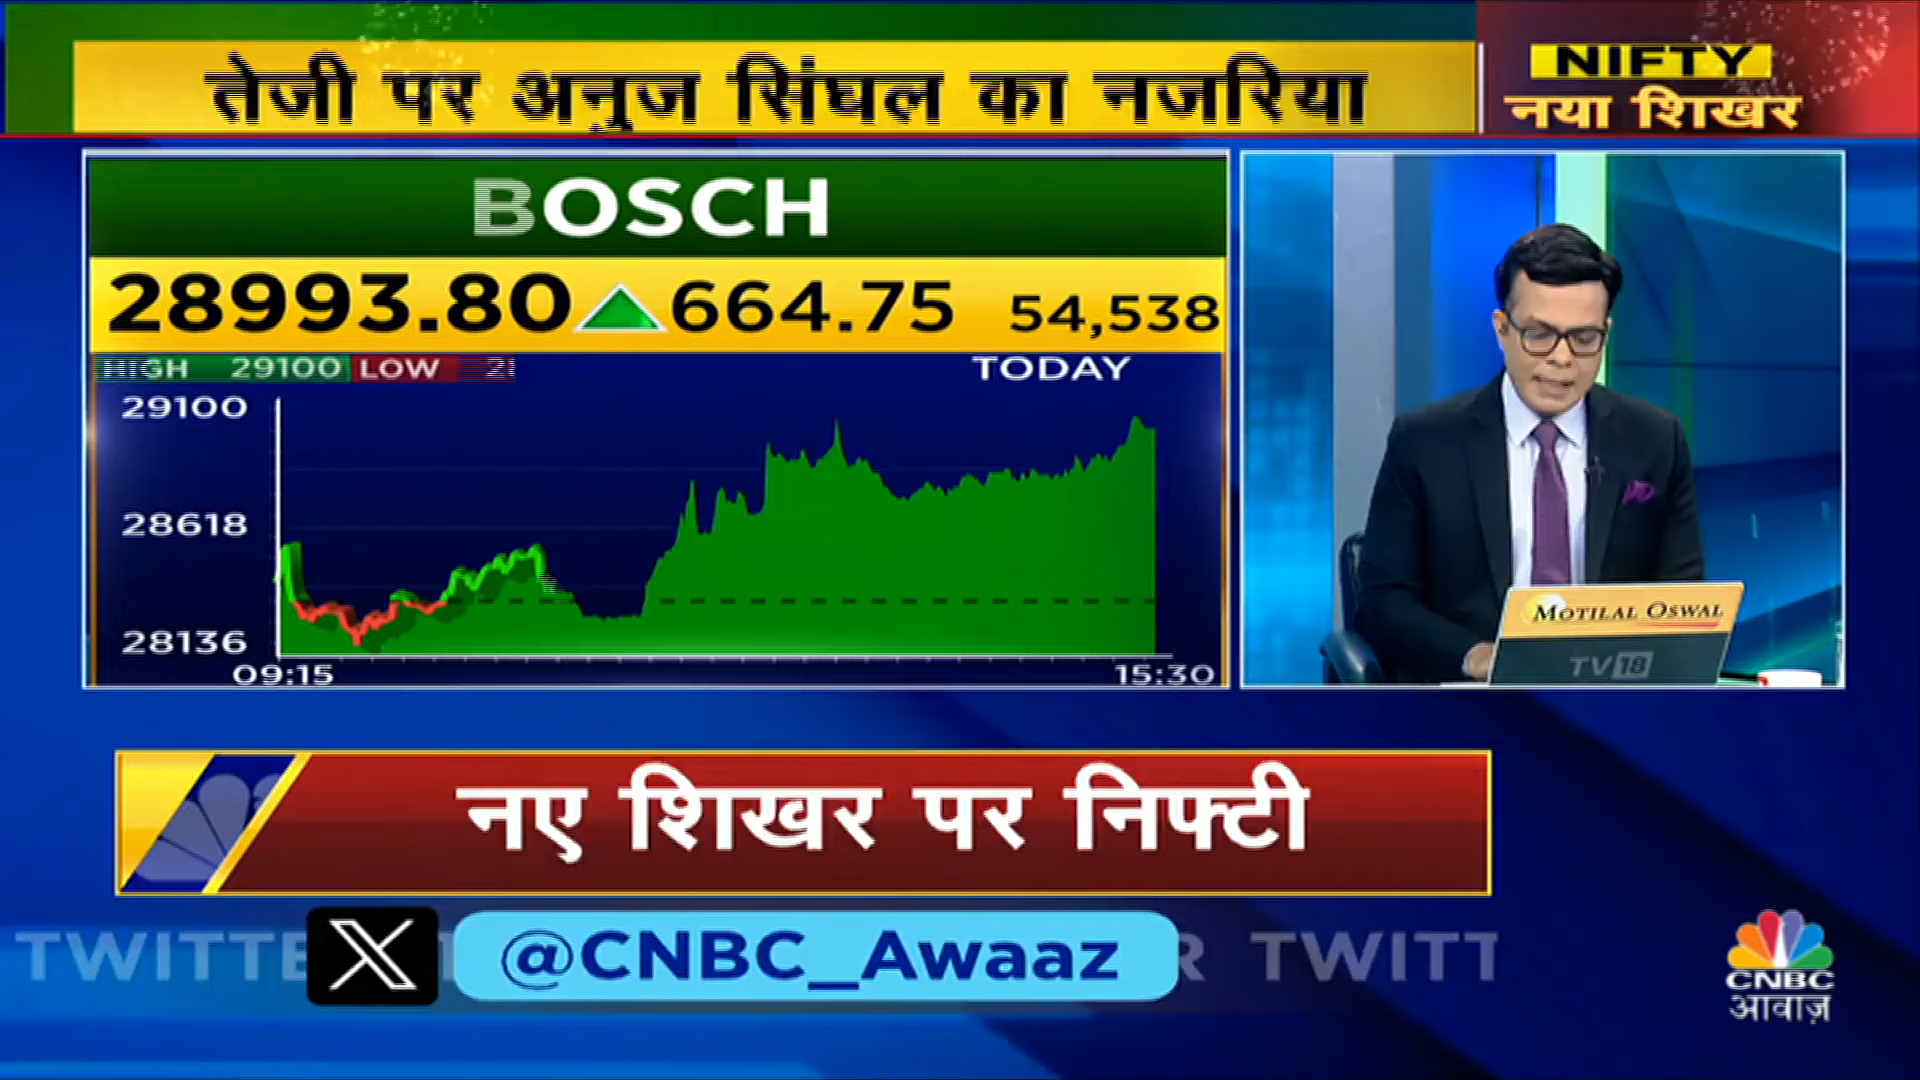 तेजी पर अनुज सिंघल का नजरिया
NIFTY
नया शिखर
BOSCH
28993.80 664.75 54,538
HIGH 29100 LOW
TODAY
29100
28618
28136
09:15 15:30
MOTILAL OSWAL
TV18
नए शिखर पर निफ्टी
@CNBC_Awaaz
CNBC
आवाज़